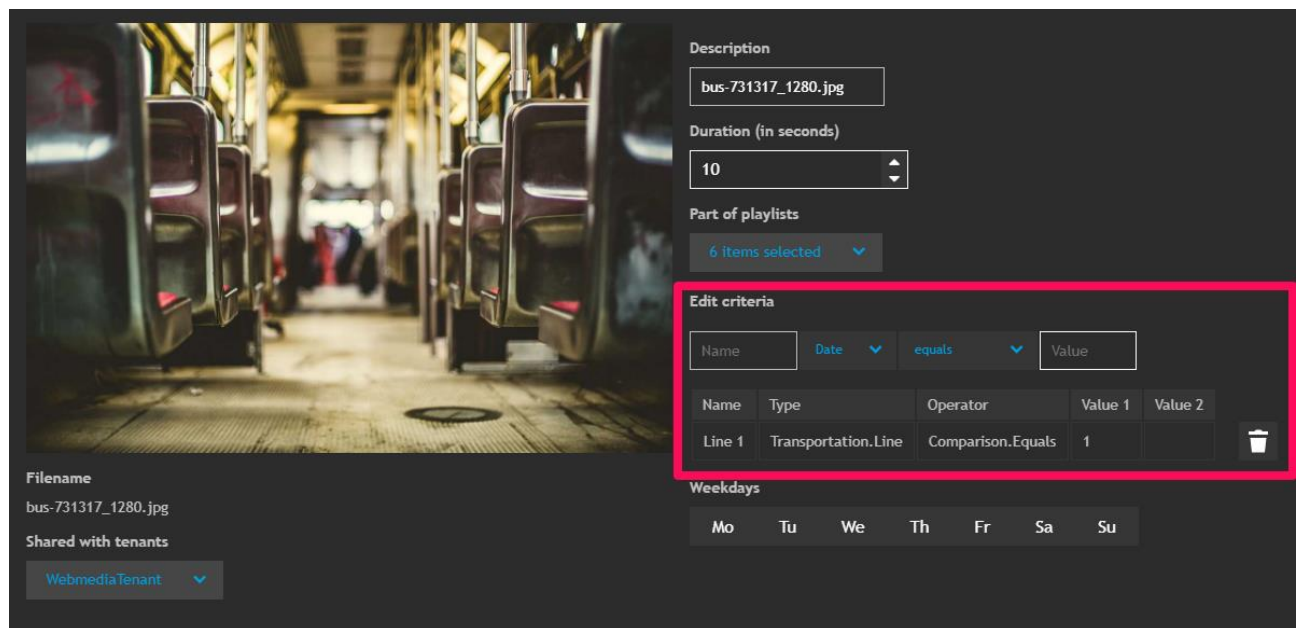 Description
bus-731317_1280.jpg
Duration (in seconds)
10
Part of playlists
6 items selected
Edit criteria
Name Date equals Value
Name Type Operator Value 1 Value 2
Line 1 Transportation.Line Comparison.Equals 1
Filename
bus-731317_1280.jpg
Shared with tenants
WebmediaTenant
Weekdays
Mo Tu We Th Fr Sa Su